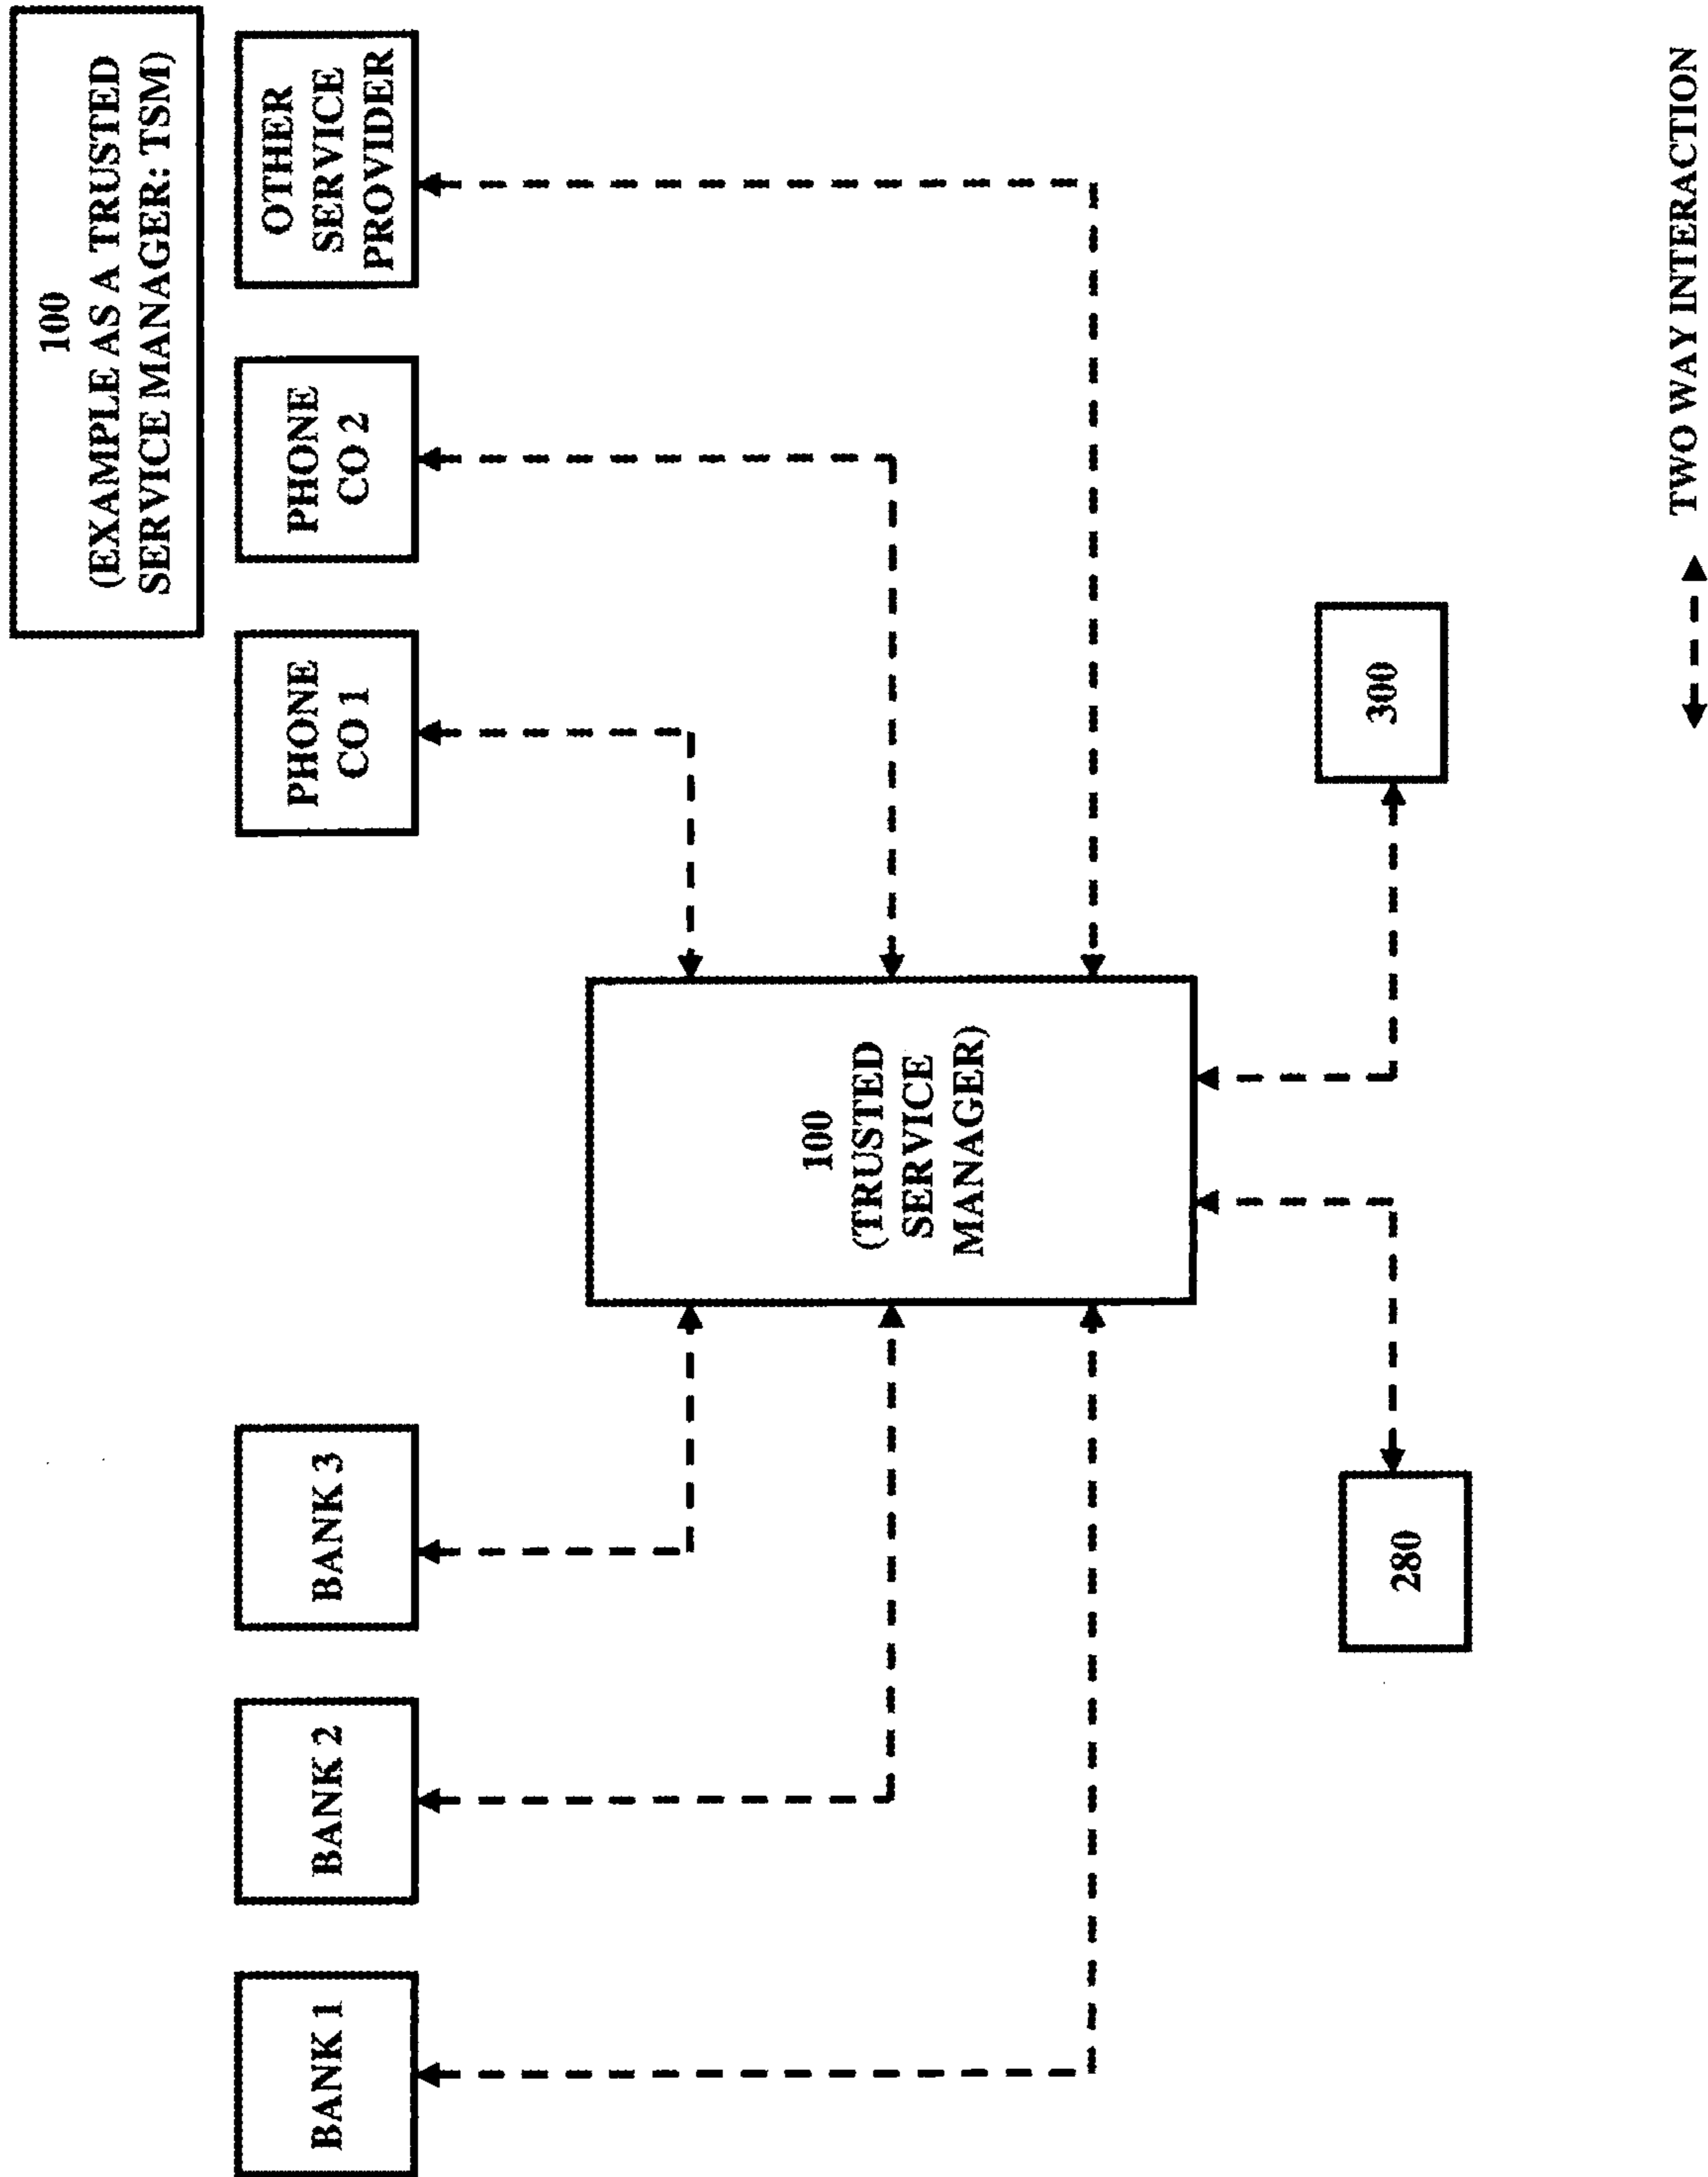 100
(EXAMPLE AS A TRUSTED
SERVICE MANAGER: TSM)
BANK 1
BANK 2
BANK 3
PHONE
CO 1
PHONE
CO 2
OTHER
SERVICE
PROVIDER
100
(TRUSTED
SERVICE
MANAGER)
280
300
TWO WAY INTERACTION